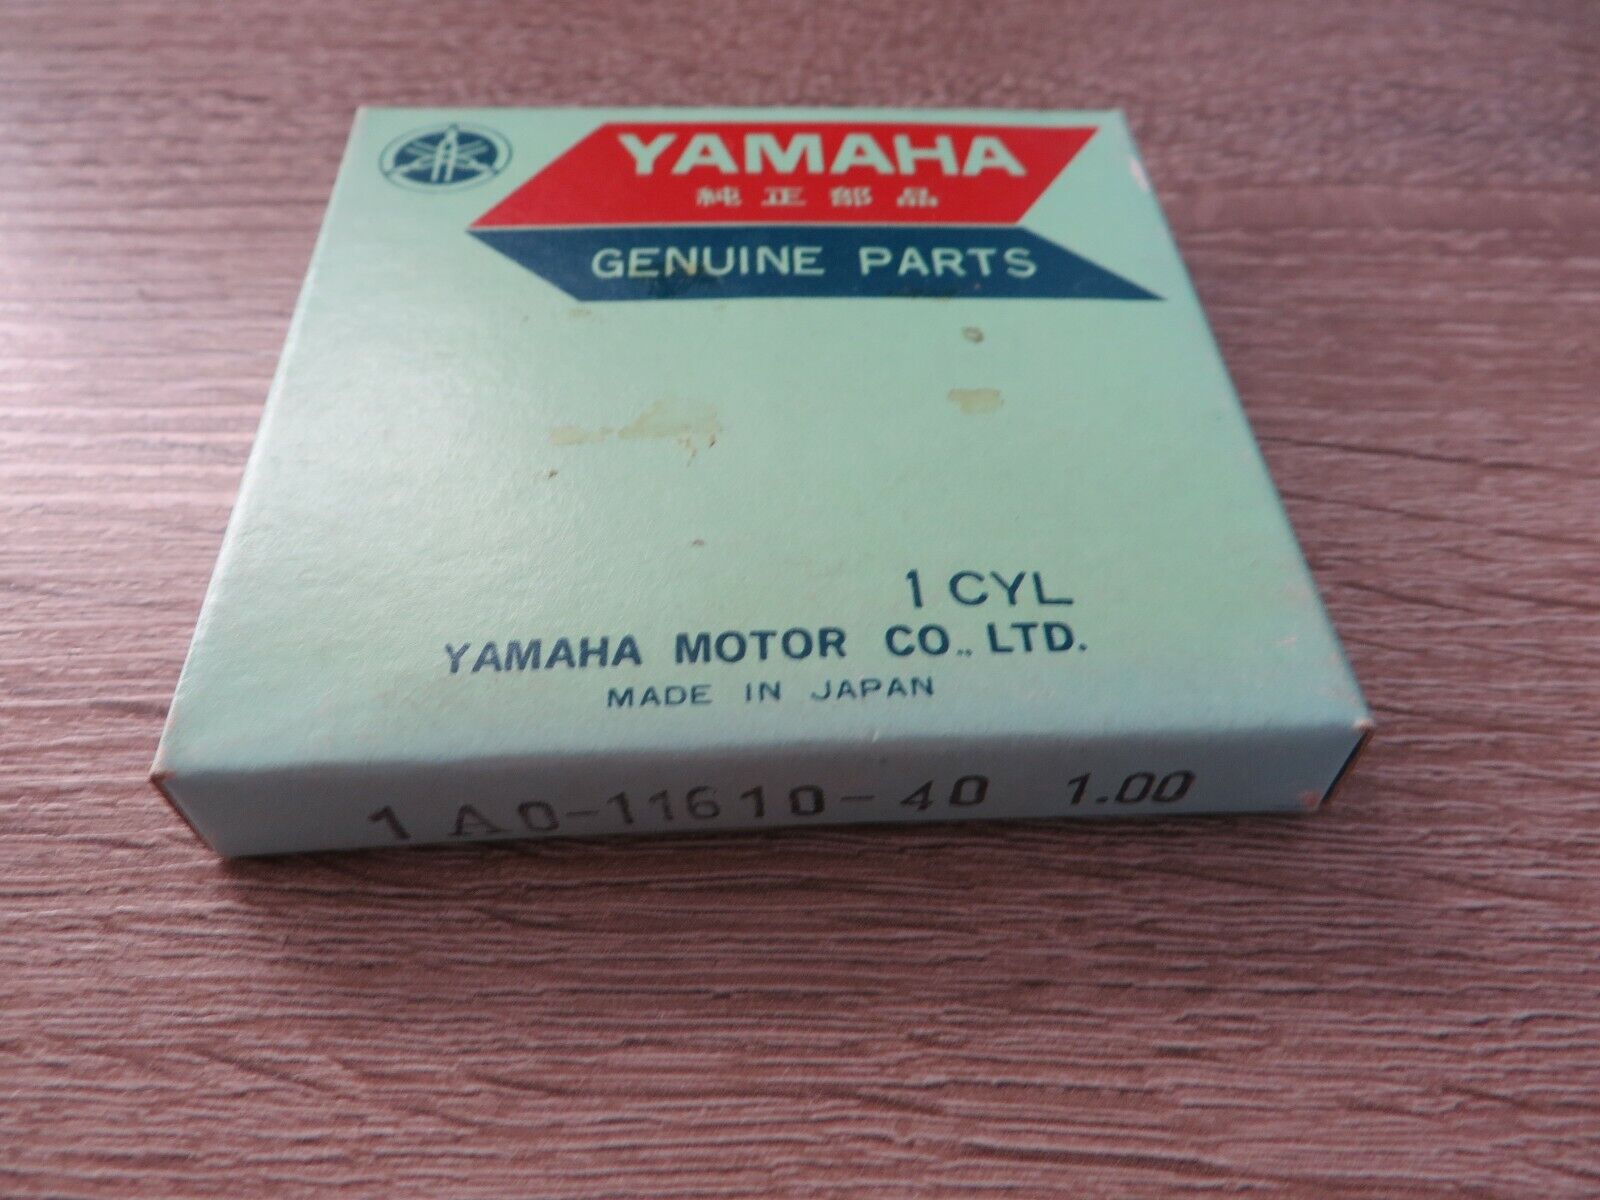 YAMAHA
純正部品
GENUINE PARTS
1 CYL
YAMAHA MOTOR CO., LTD.
MADE IN JAPAN
1A0-11610-40 1.00